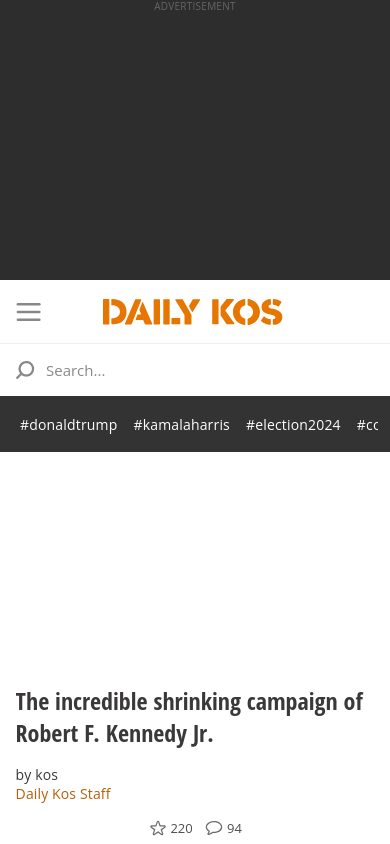 ADVERTISEMENT
DAILY KOS
Search...
#donaldtrump #kamalaharris #election2024
The incredible shrinking campaign of
Robert F. Kennedy Jr.
by kos
Daily Kos Staff
220 94